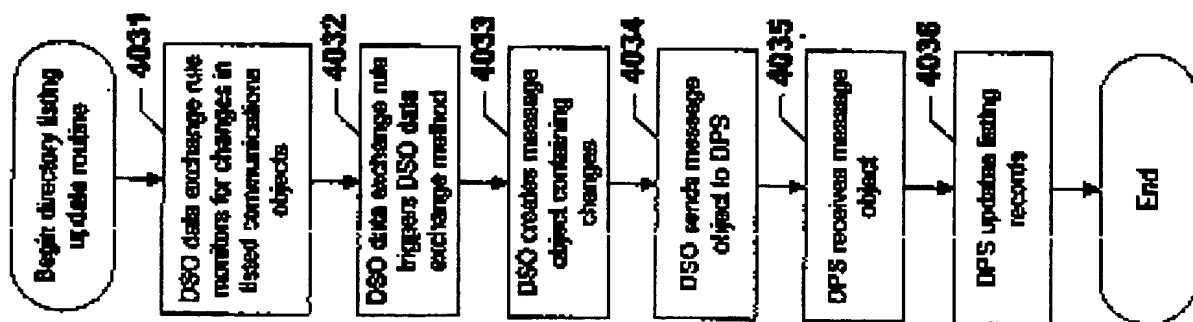 Begin directory listing
update routine
4031
DSO data exchange rule
monitors for changes in
listed communications
objects
4032
DSO data exchange rule
triggers DSO data
exchange method
4033
DSO creates message
object containing
changes
4034
DSO sends message
object to DPS
4035
DPS receives message
object
4036
DPS updates listing
records
End